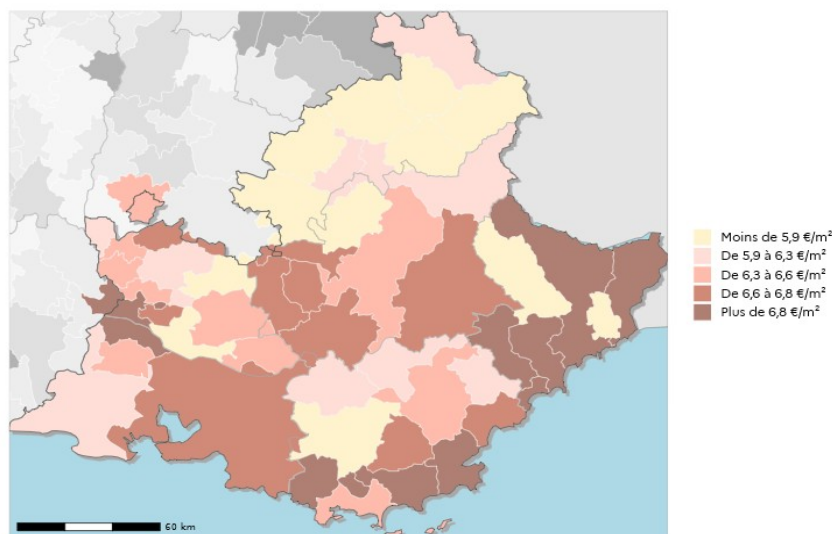 Moins de 5,9 €/m²
De 5,9 à 6,3 €/m²
De 6,3 à 6,6 €/m²
De 6,6 à 6,8 €/m²
Plus de 6,8 €/m²
60 km